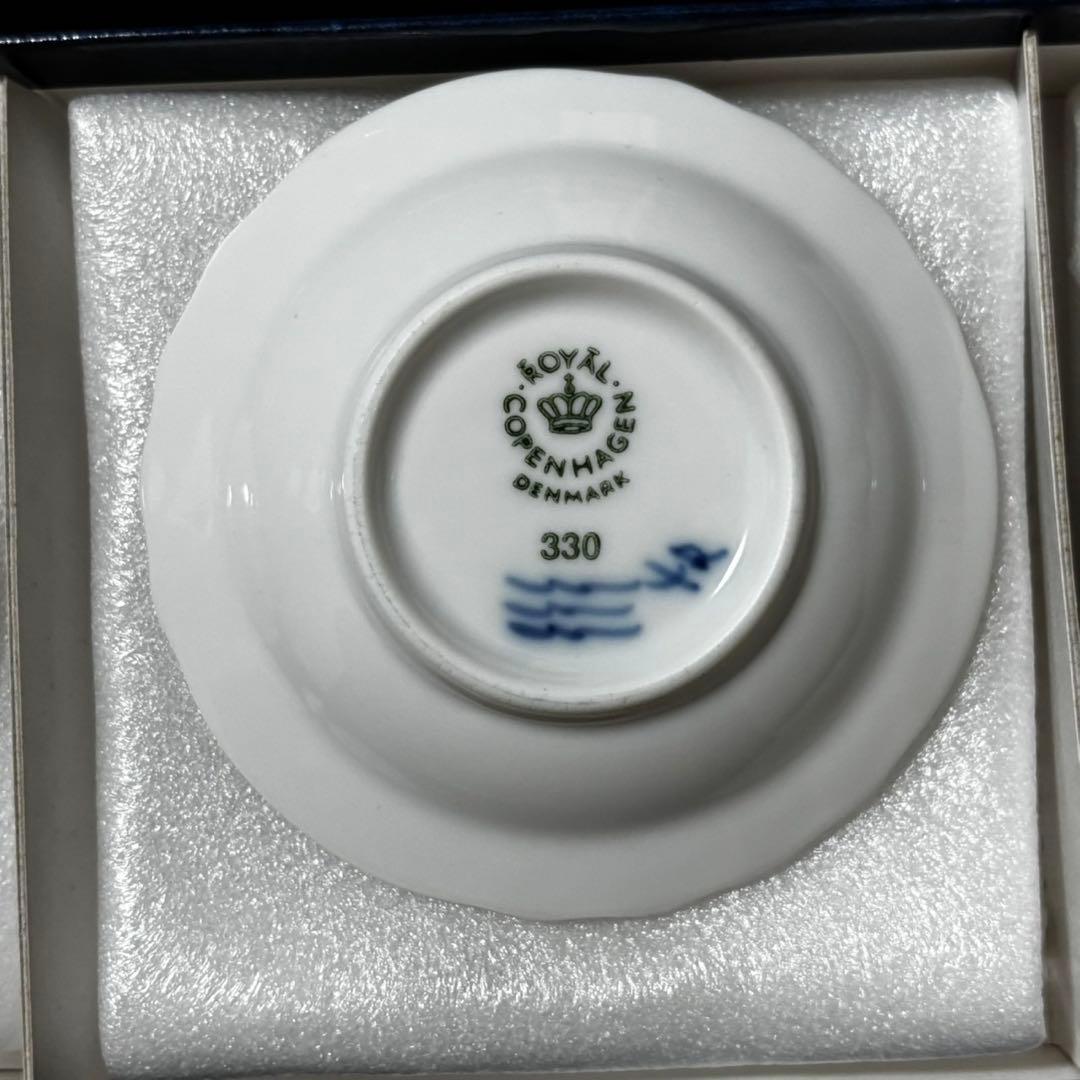 ROYAL
COPENHAGEN
DENMARK
330